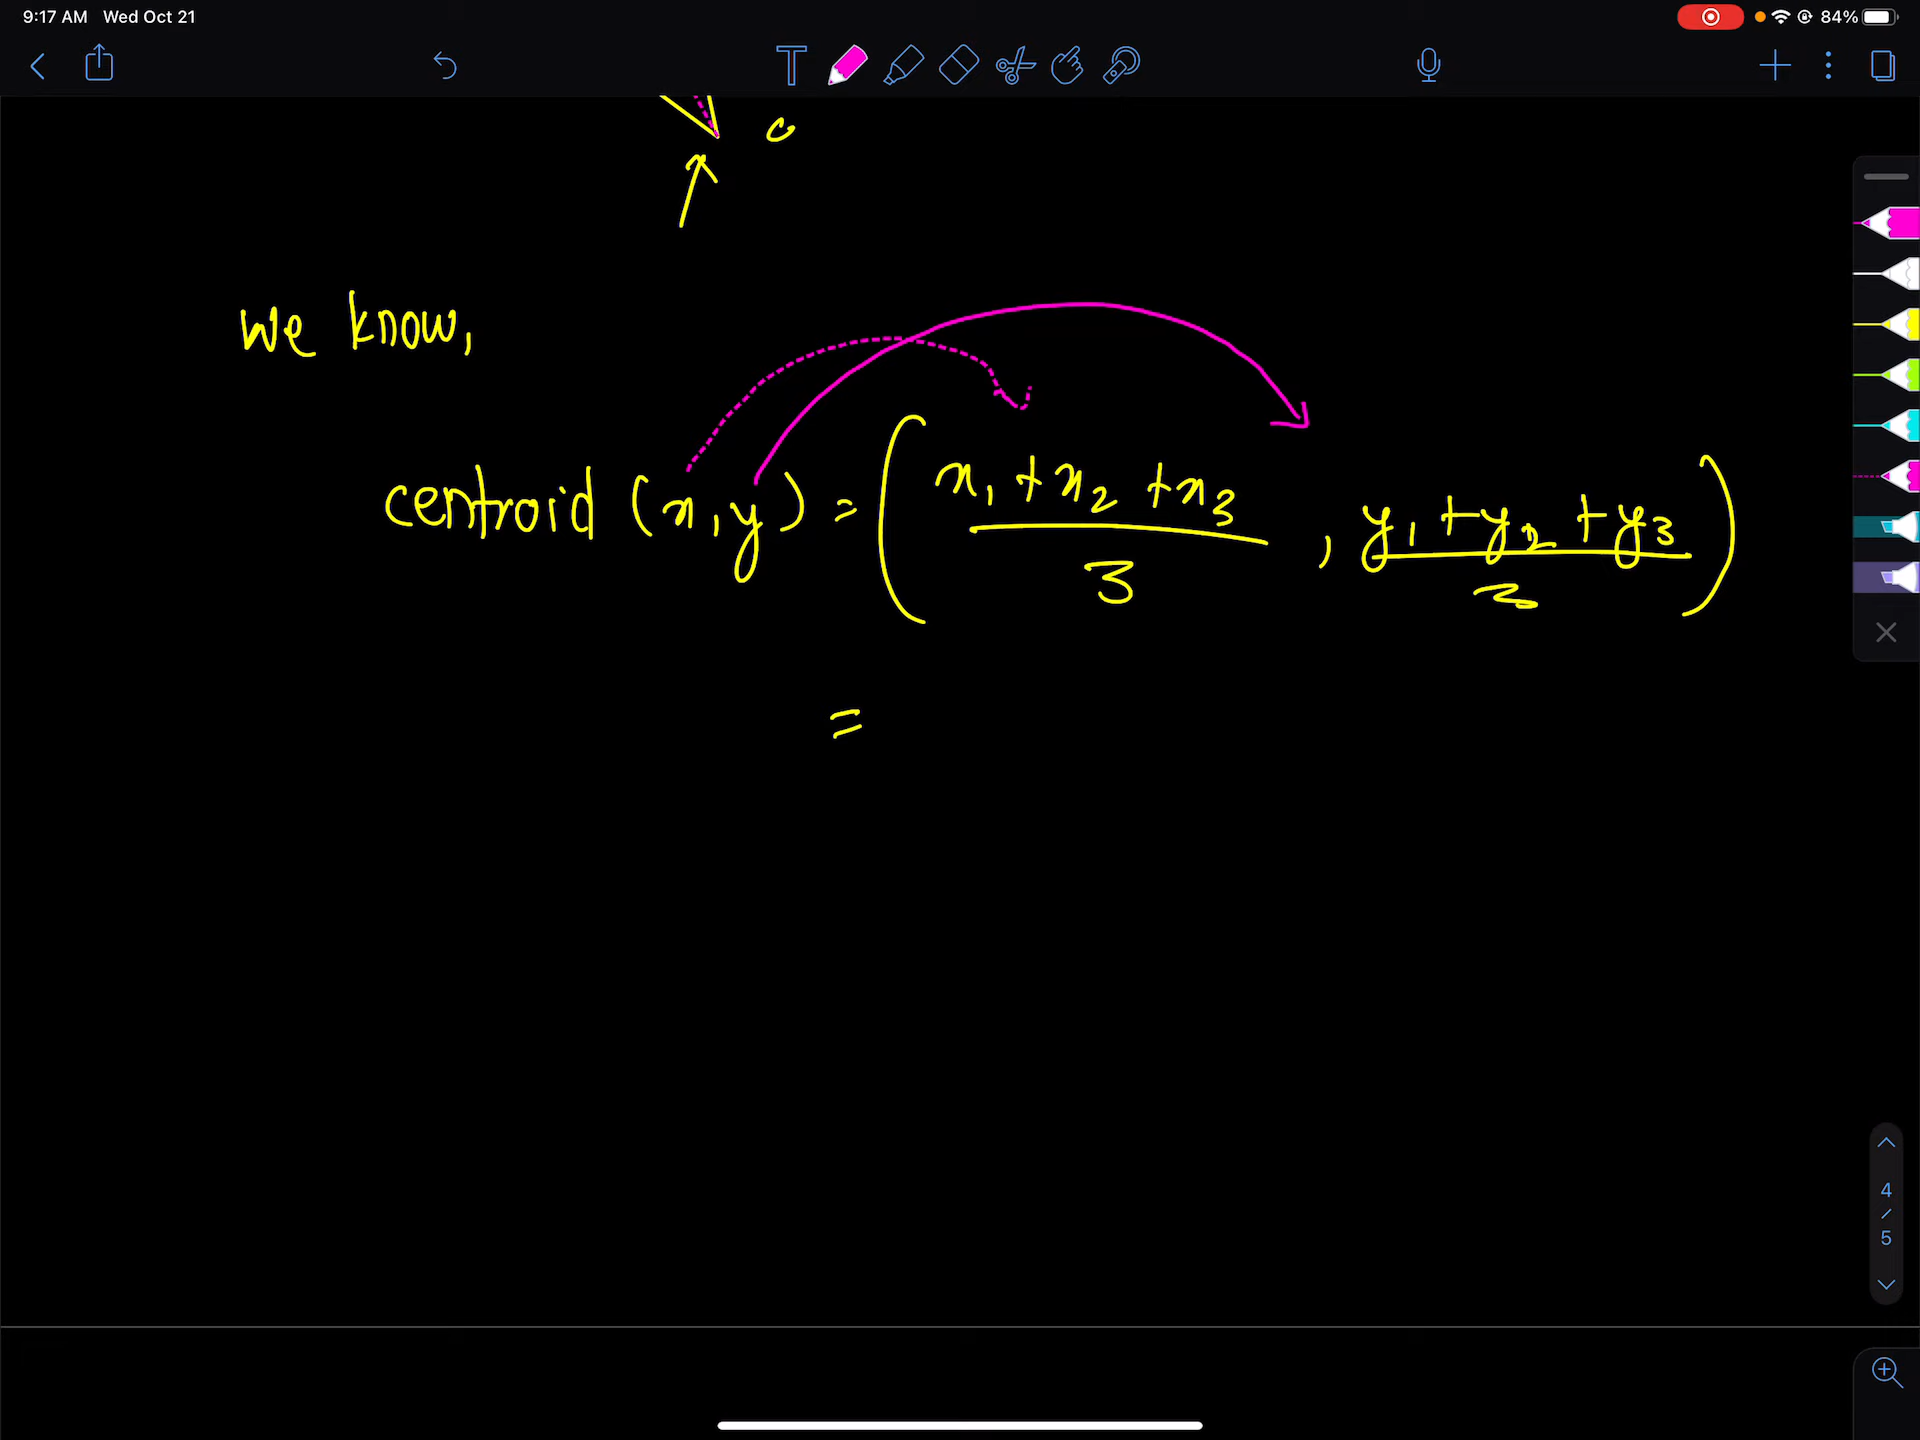 9:17 AM Wed Oct 21 84%
T
c
we know,
centroid (x,y) = ( x₁ + x₂ + x₃ / 3 , y₁ + y₂ + y₃ / 3 )
=
4
/
5